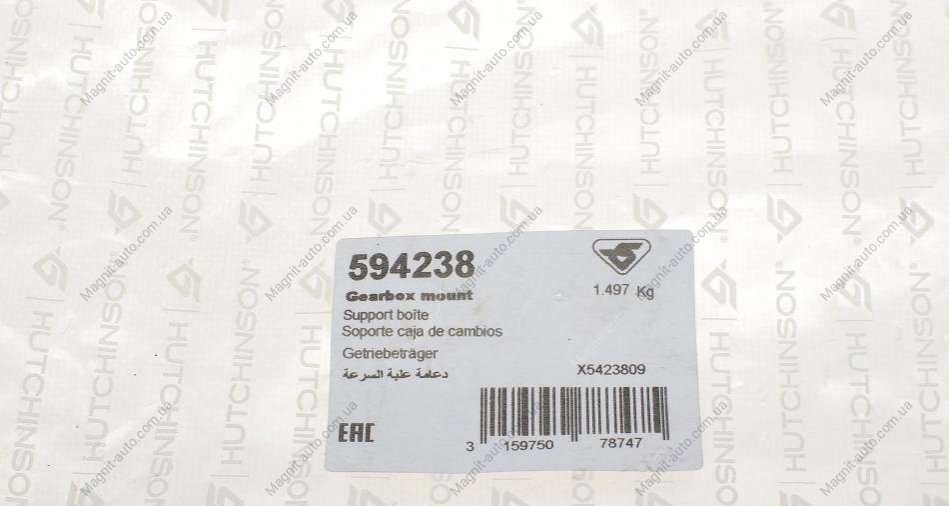 594238
Gearbox mount
1.497 Kg
Support boîte
Soporte caja de cambios
Getriebeträger
دعامة علبة السرعة
X5423809
EAC
3 159750 78747
HUTCHINSON®
Magnit-auto.com.ua